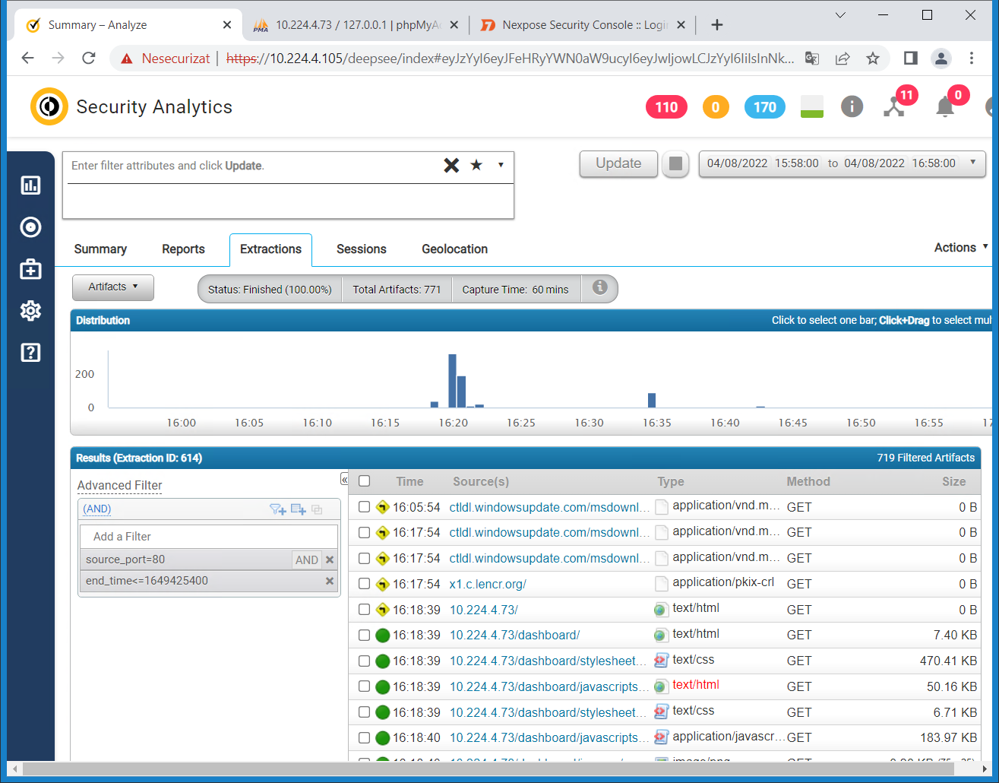 Summary – Analyze
10.224.4.73 / 127.0.0.1 | phpMyAd
Nexpose Security Console :: Login
Nesecurizat
https://10.224.4.105/deepsee/index#eyJzYyI6eyJFeHRyYWN0aW9ucyI6eyJwIjowLCJzYyI6IiIsInNk...
Security Analytics
110
0
170
11
0
Enter filter attributes and click Update.
Update
04/08/2022 15:58:00 to 04/08/2022 16:58:00
Summary
Reports
Extractions
Sessions
Geolocation
Actions
Artifacts
Status: Finished (100.00%)
Total Artifacts: 771
Capture Time: 60 mins
Distribution
Click to select one bar; Click+Drag to select mul
200
0
16:00 16:05 16:10 16:15 16:20 16:25 16:30 16:35 16:40 16:45 16:50 16:55 17
Results (Extraction ID: 614)
719 Filtered Artifacts
Advanced Filter
(AND)
Add a Filter
source_port=80 AND
end_time<=1649425400
Time Source(s) Type Method Size
16:05:54 ctldl.windowsupdate.com/msdownl... application/vnd.m... GET 0 B
16:17:54 ctldl.windowsupdate.com/msdownl... application/vnd.m... GET 0 B
16:17:54 ctldl.windowsupdate.com/msdownl... application/vnd.m... GET 0 B
16:17:54 x1.c.lencr.org/ application/pkix-crl GET 0 B
16:18:39 10.224.4.73/ text/html GET 0 B
16:18:39 10.224.4.73/dashboard/ text/html GET 7.40 KB
16:18:39 10.224.4.73/dashboard/stylesheet... text/css GET 470.41 KB
16:18:39 10.224.4.73/dashboard/javascripts... text/html GET 50.16 KB
16:18:39 10.224.4.73/dashboard/stylesheet... text/css GET 6.71 KB
16:18:40 10.224.4.73/dashboard/javascripts... application/javascr... GET 183.97 KB